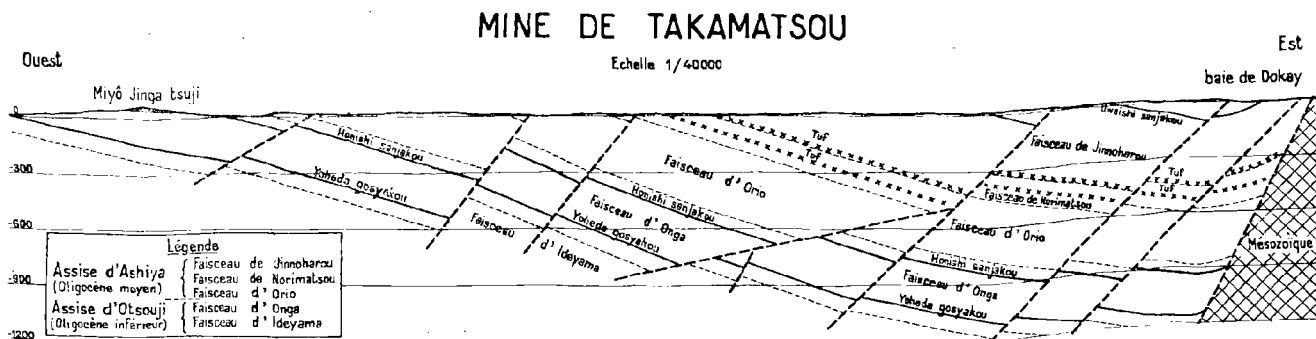 MINE DE TAKAMATSOU
Ouest
Echelle 1/40000
Est
baie de Dokay
Miyô Jinga tsuji
Uwaishi sanjakou
0
Honishi sanjakou
Tuf
Tuf
Faisceau de Jinnoharou
-300
Yoheda gosyakou
Faisceau d' Orio
Tuf
Tuf
Faisceau de Norimatsou
Honishi sanjakou
Faisceau d' Orio
-600
Faisceau d' Ideyama
Faisceau d' Onga
Yoheda gosyakou
Mésozoïque
Honishi sanjakou
-900
Faisceau d' Onga
Yoheda gosyakou
-1200
Légende
Assise d'Ashiya
(Oligocène moyen)
Faisceau de Jinnoharou
Faisceau de Norimatsou
Faisceau d' Orio
Assise d'Otsouji
(Oligocène inférieur)
Faisceau d' Onga
Faisceau d' Ideyama